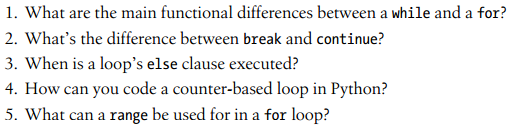 1. What are the main functional differences between a while and a for?
2. What's the difference between break and continue?
3. When is a loop's else clause executed?
4. How can you code a counter-based loop in Python?
5. What can a range be used for in a for loop?